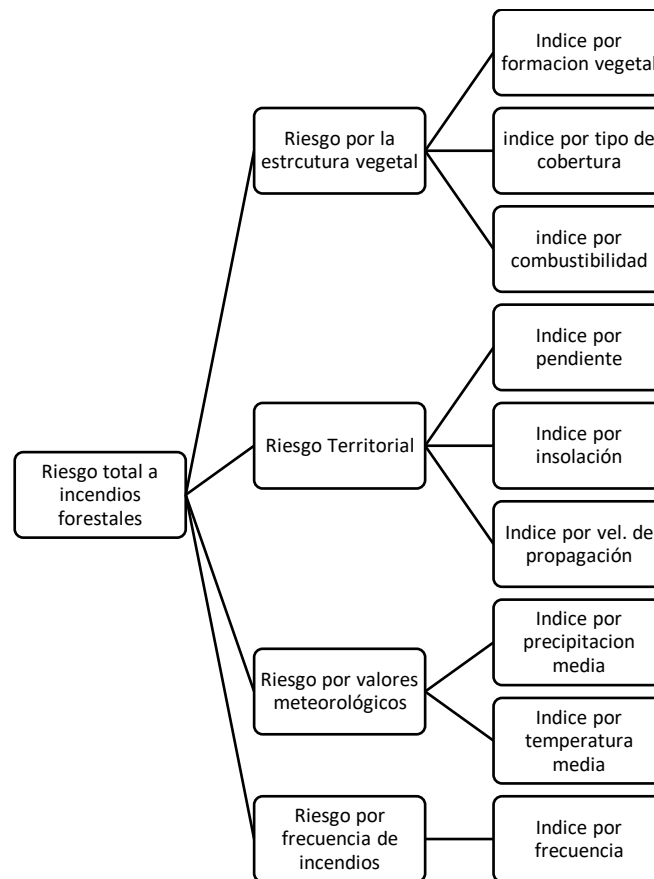 Riesgo total a
incendios
forestales
Riesgo por la
estrcutura vegetal
Indice por
formacion vegetal
indice por tipo de
cobertura
indice por
combustibilidad
Riesgo Territorial
Indice por
pendiente
Indice por
insolación
Indice por vel. de
propagación
Riesgo por valores
meteorológicos
Indice por
precipitacion
media
Indice por
temperatura
media
Riesgo por
frecuencia de
incendios
Indice por
frecuencia